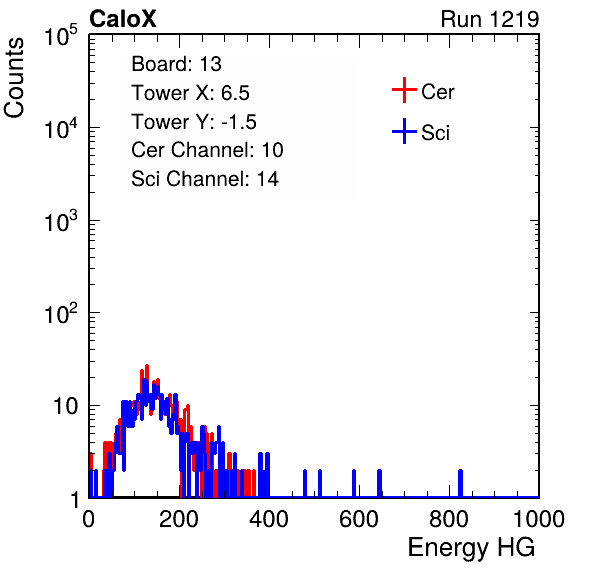 CaloX Run 1219
Counts
10^5
10^4
10^3
10^2
10
1
Board: 13
Tower X: 6.5
Tower Y: -1.5
Cer Channel: 10
Sci Channel: 14
Cer
Sci
0 200 400 600 800 1000
Energy HG